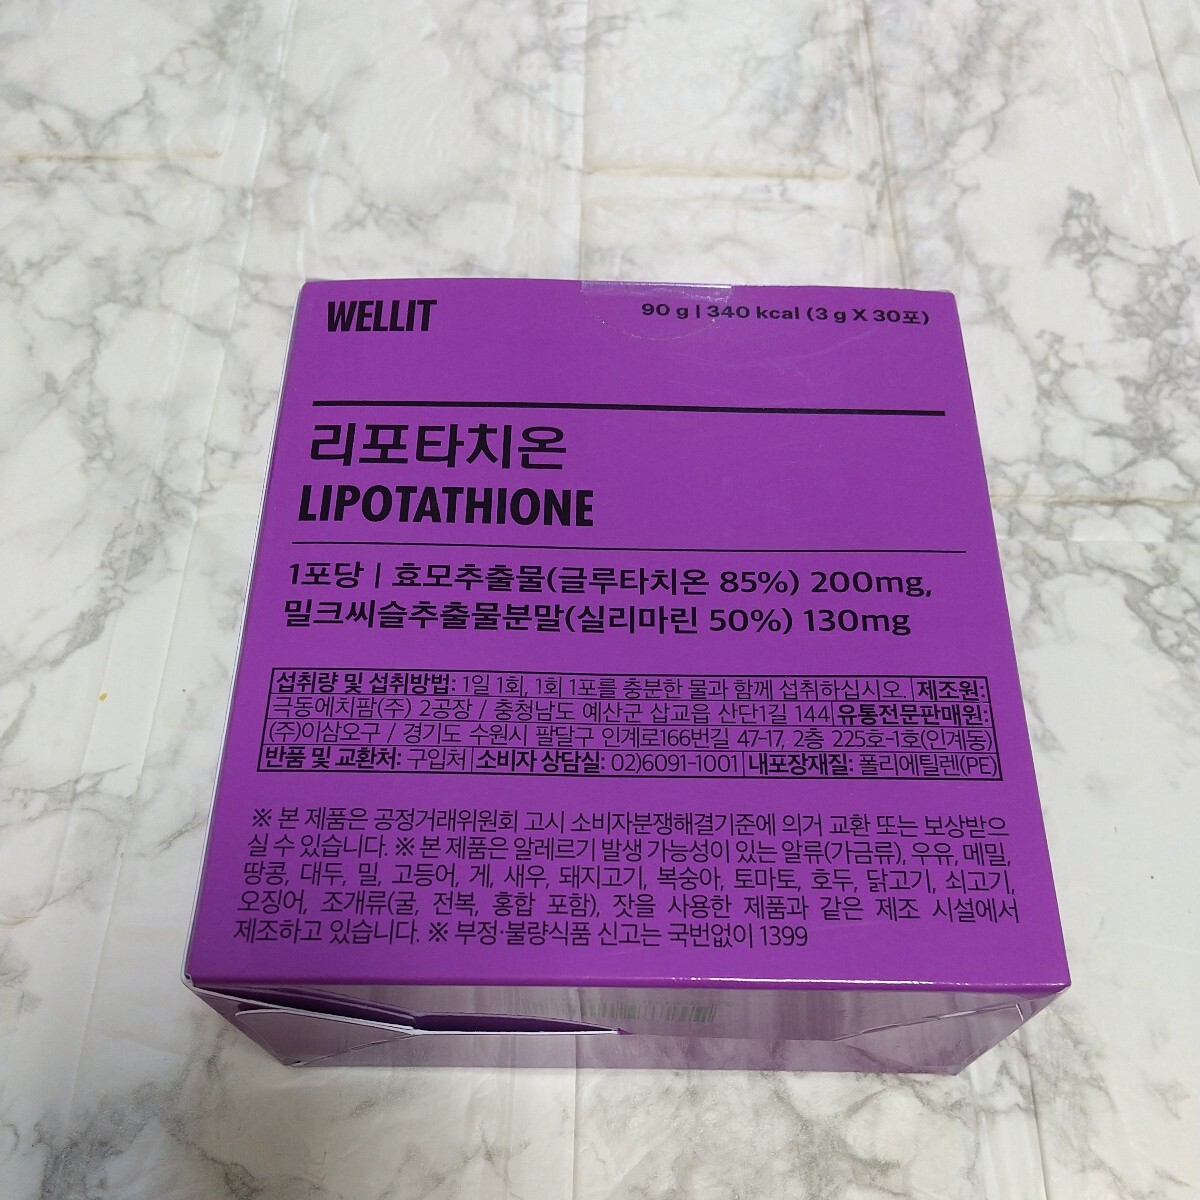 WELLIT
90 g | 340 kcal (3 g X 30포)
리포타치온
LIPOTATHIONE
1포당 | 효모추출물(글루타치온 85%) 200mg,
밀크씨슬추출물분말(실리마린 50%) 130mg
섭취량 및 섭취방법: 1일 1회, 1회 1포를 충분한 물과 함께 섭취하십시오. 제조원:
극동에치팜(주) 2공장 / 충청남도 예산군 삽교읍 산단1길 144 유통전문판매원:
(주)이삼오구 / 경기도 수원시 팔달구 인계로166번길 47-17, 2층 225호-1호(인계동)
반품 및 교환처: 구입처 소비자 상담실: 02)6091-1001 내포장재질: 폴리에틸렌(PE)
※ 본 제품은 공정거래위원회 고시 소비자분쟁해결기준에 의거 교환 또는 보상받으
실 수 있습니다. ※ 본 제품은 알레르기 발생 가능성이 있는 알류(가금류), 우유, 메밀,
땅콩, 대두, 밀, 고등어, 게, 새우, 돼지고기, 복숭아, 토마토, 호두, 닭고기, 쇠고기,
오징어, 조개류(굴, 전복, 홍합 포함), 잣을 사용한 제품과 같은 제조 시설에서
제조하고 있습니다. ※ 부정·불량식품 신고는 국번없이 1399